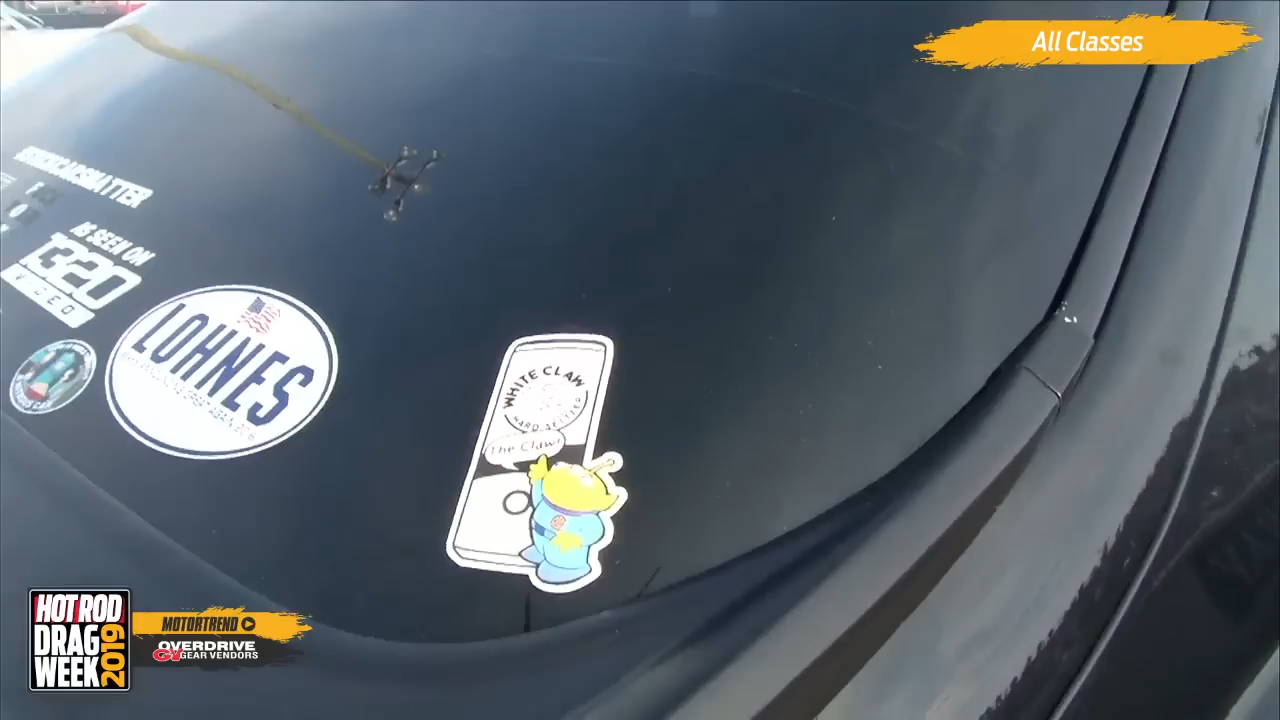 All Classes
AS SEEN ON
1320
VIDEO
LOHNES
WHITE CLAW
HARD SELTZER
The Claw!
HOT ROD
DRAG
WEEK
2019
MOTORTREND
OVERDRIVE
GV GEAR VENDORS